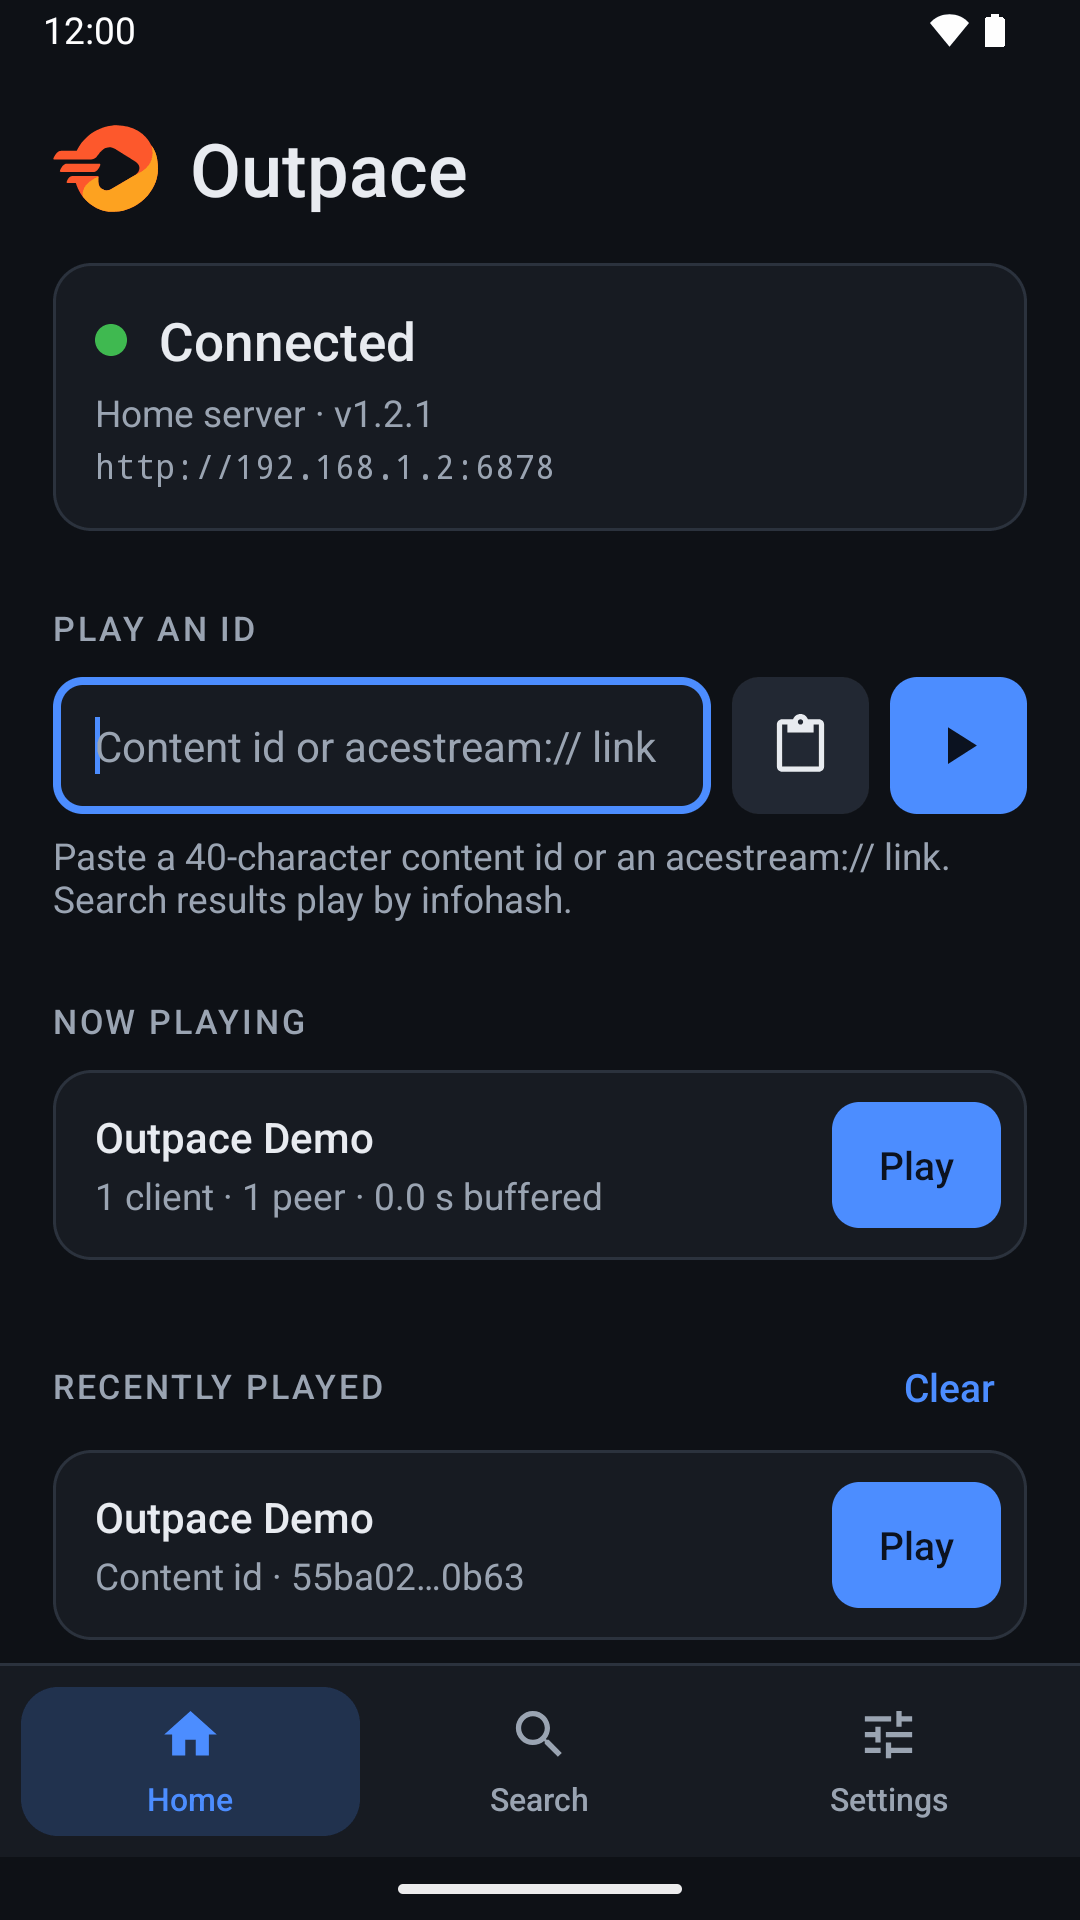 12:00
Outpace
Connected
Home server · v1.2.1
http://192.168.1.2:6878
PLAY AN ID
Content id or acestream:// link
Paste a 40-character content id or an acestream:// link.
Search results play by infohash.
NOW PLAYING
Outpace Demo
1 client · 1 peer · 0.0 s buffered
Play
RECENTLY PLAYED
Clear
Outpace Demo
Content id · 55ba02…0b63
Play
Home
Search
Settings